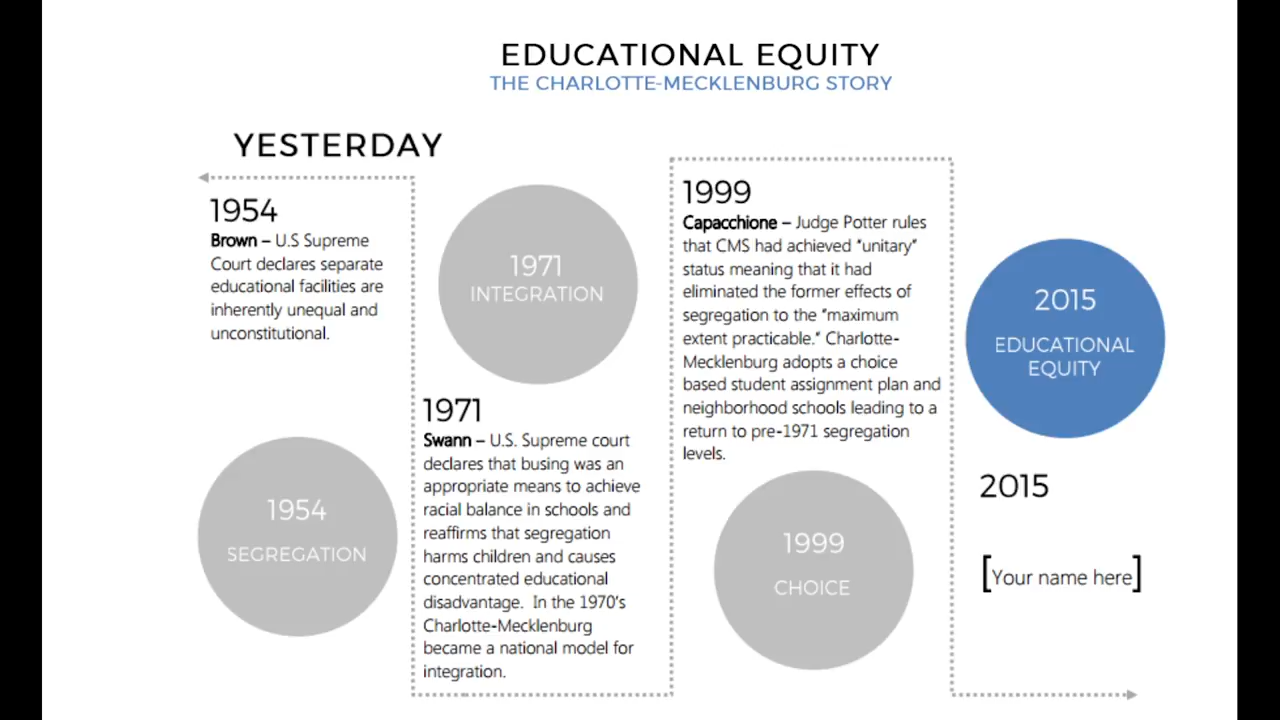 EDUCATIONAL EQUITY
THE CHARLOTTE-MECKLENBURG STORY
YESTERDAY
1954
Brown – U.S Supreme
Court declares separate
educational facilities are
inherently unequal and
unconstitutional.
1954
SEGREGATION
1971
INTEGRATION
1971
Swann – U.S. Supreme court
declares that busing was an
appropriate means to achieve
racial balance in schools and
reaffirms that segregation
harms children and causes
concentrated educational
disadvantage. In the 1970's
Charlotte-Mecklenburg
became a national model for
integration.
1999
Capacchione – Judge Potter rules
that CMS had achieved "unitary"
status meaning that it had
eliminated the former effects of
segregation to the "maximum
extent practicable." Charlotte-
Mecklenburg adopts a choice
based student assignment plan and
neighborhood schools leading to a
return to pre-1971 segregation
levels.
1999
CHOICE
2015
EDUCATIONAL
EQUITY
2015
[Your name here]